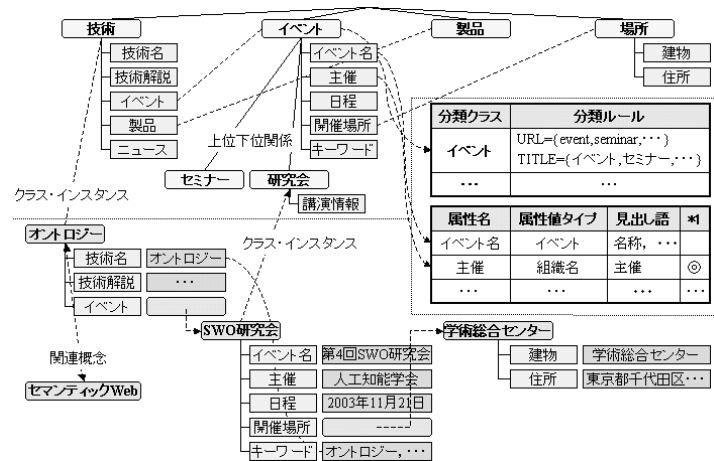 技術
イベント
製品
場所
技術名
技術解説
イベント
製品
ニュース
イベント名
主催
日程
開催場所
キーワード
建物
住所
上位下位関係
セミナー
研究会
講演情報
分類クラス 分類ルール
イベント URL={event,seminar,・・・}
TITLE={イベント,セミナー,・・・}
・・・ ・・・
属性名 属性値タイプ 見出し語 *1
イベント名 イベント 名称, ・・・
主催 組織名 主催 ◎
・・・ ・・・ ・・・ ・・・
クラス・インスタンス
クラス・インスタンス
オントロジー
技術名 オントロジー
技術解説 ・・・
イベント
関連概念
セマンティックWeb
SWO研究会
イベント名 第4回SWO研究会
主催 人工知能学会
日程 2003年11月21日
開催場所
キーワード オントロジー, ・・・
学術総合センター
建物 学術総合センター
住所 東京都千代田区・・・